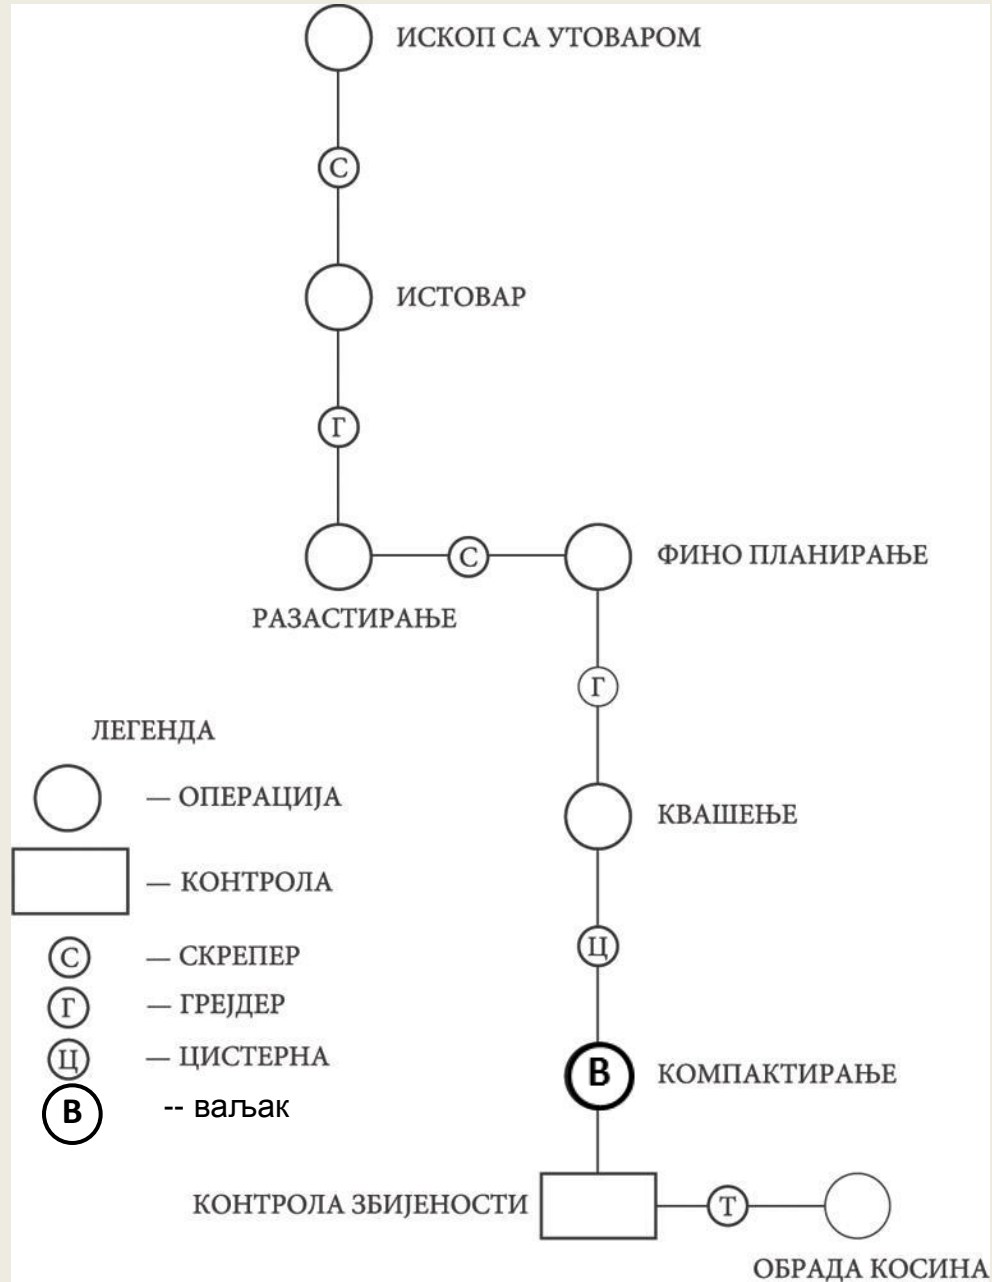 ИСКОП СА УТОВАРОМ
С
ИСТОВАР
Г
С
ФИНО ПЛАНИРАЊЕ
РАЗАСТИРАЊЕ
Г
ЛЕГЕНДА
— ОПЕРАЦИЈА
КВАШЕЊЕ
— КОНТРОЛА
Ц
С — СКРЕПЕР
Г — ГРЕЈДЕР
Ц — ЦИСТЕРНА
В -- ваљак
В КОМПАКТИРАЊЕ
КОНТРОЛА ЗБИЈЕНОСТИ
Т
ОБРАДА КОСИНА